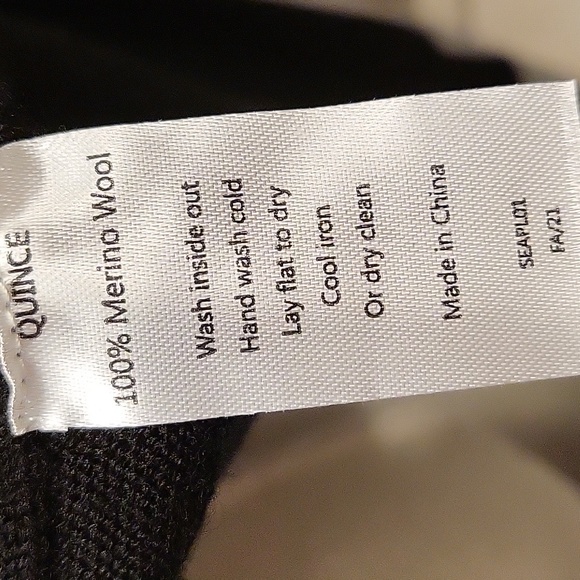 QUINCE
100% Merino Wool
Wash inside out
Hand wash cold
Lay flat to dry
Cool iron
Or dry clean
Made in China
SEAPL01
FA/21